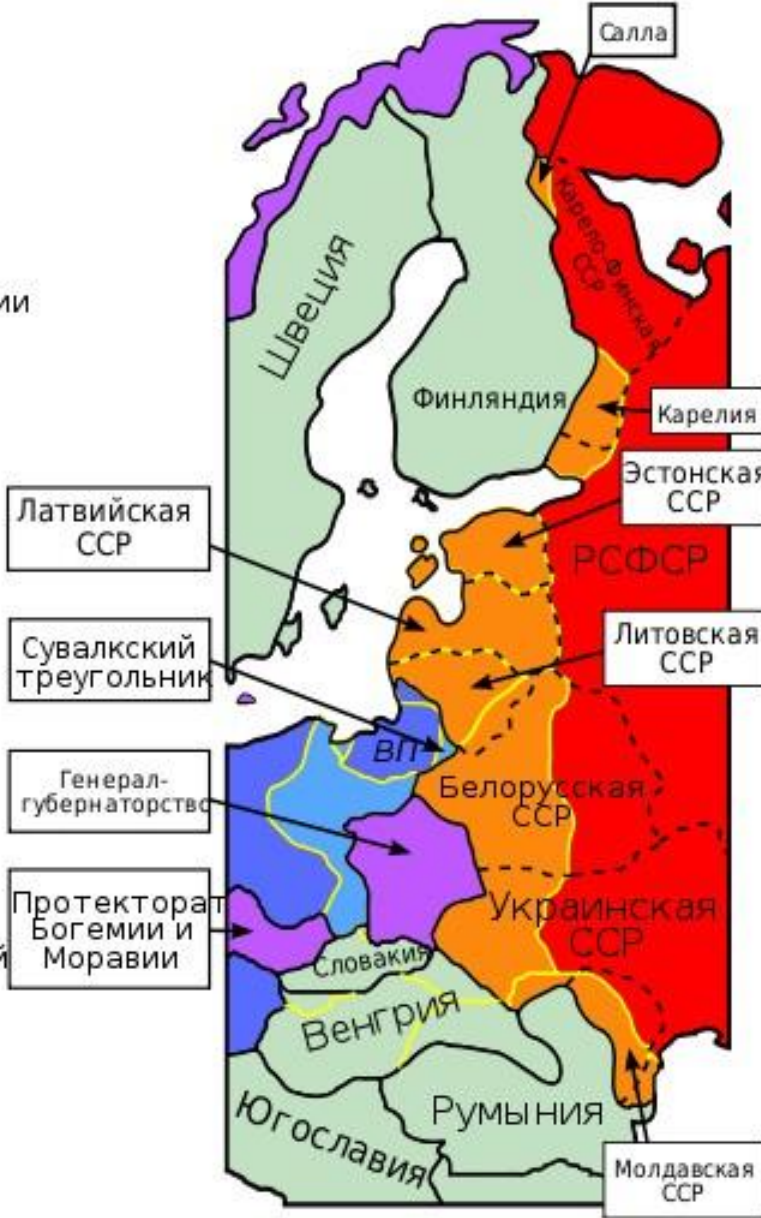 Салла
Карело-Финская
ССР
Швеция
ии
Финляндия
Карелия
Эстонская
ССР
Латвийская
ССР
РСФСР
Литовская
ССР
Сувалкский
треугольник
ВП
Генерал-
губернаторство
Белорусская
ССР
Протекторат
Богемии и
Моравии
й
Украинская
ССР
Словакия
Венгрия
Югославия
Румыния
Молдавская
ССР